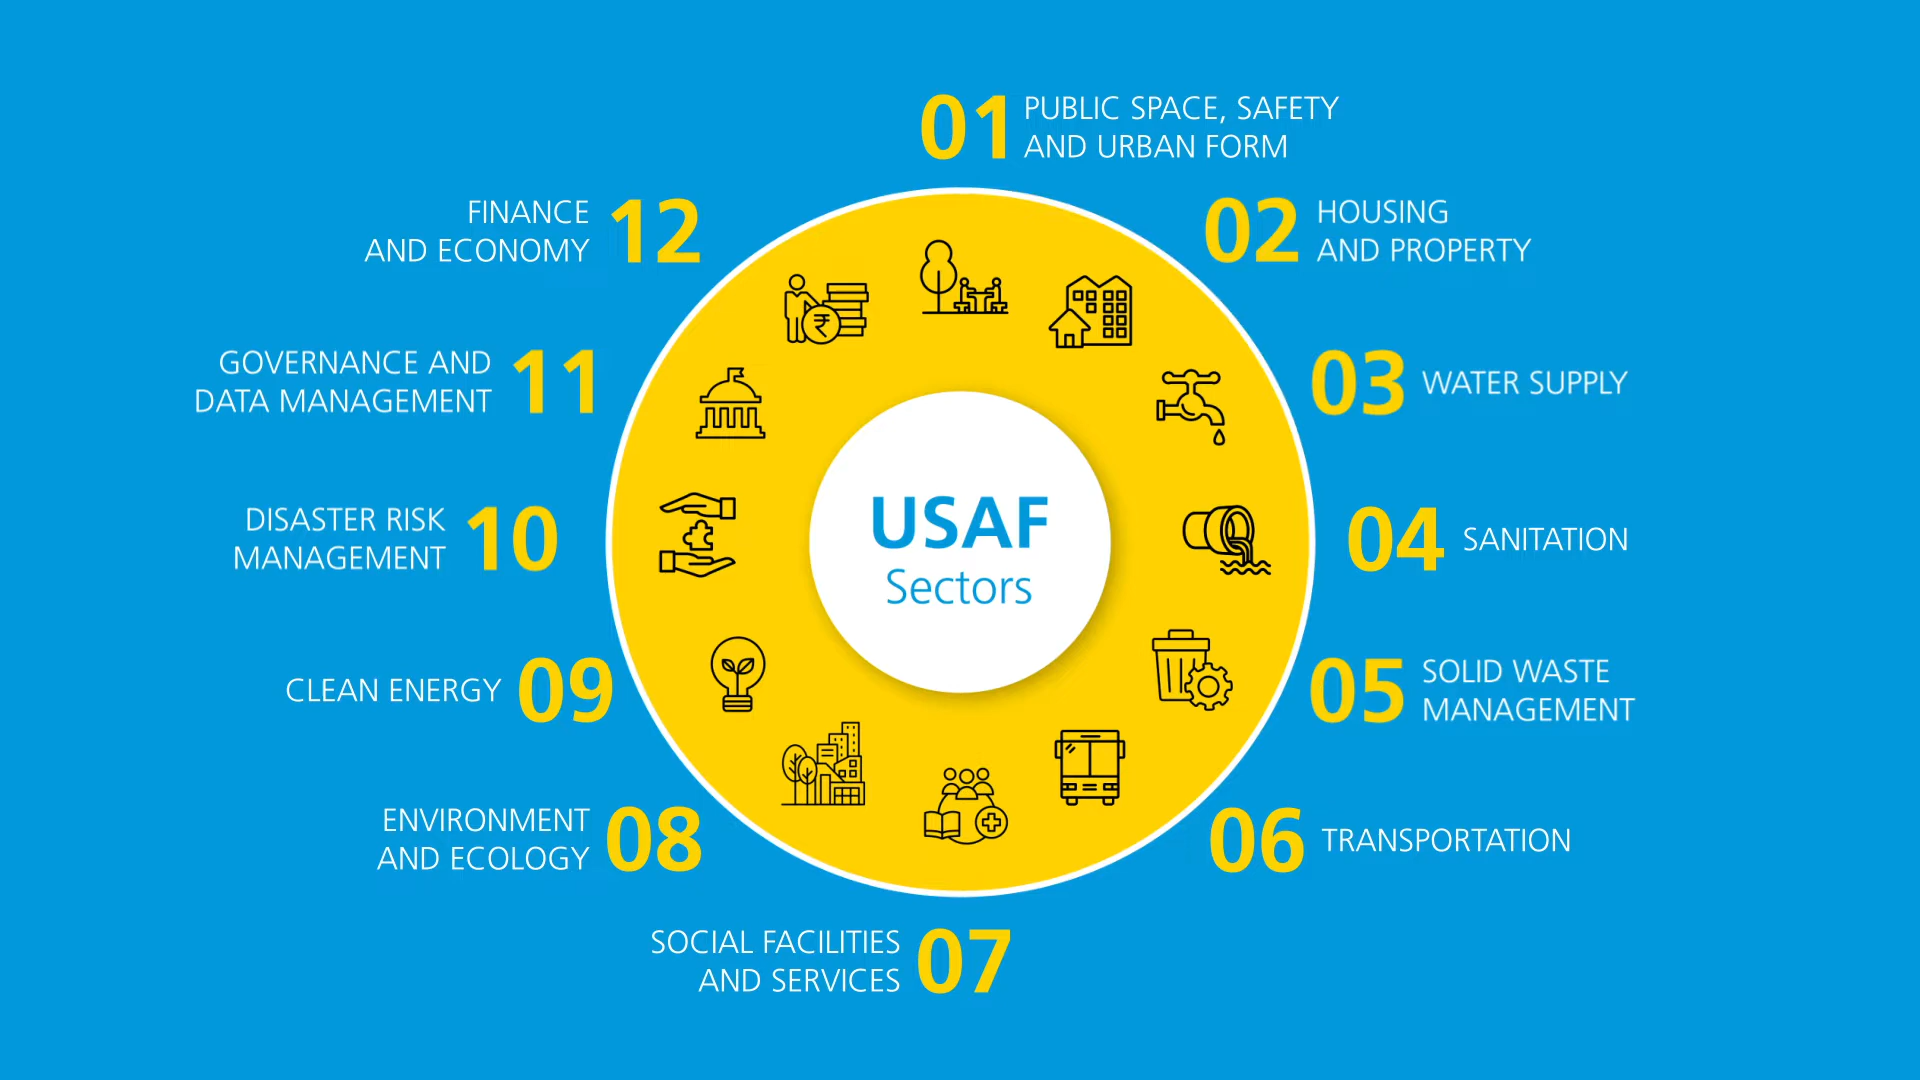 01 PUBLIC SPACE, SAFETY
AND URBAN FORM
02 HOUSING
AND PROPERTY
03 WATER SUPPLY
04 SANITATION
05 SOLID WASTE
MANAGEMENT
06 TRANSPORTATION
SOCIAL FACILITIES
AND SERVICES 07
ENVIRONMENT
AND ECOLOGY 08
CLEAN ENERGY 09
DISASTER RISK
MANAGEMENT 10
GOVERNANCE AND
DATA MANAGEMENT 11
FINANCE
AND ECONOMY 12
₹
USAF
Sectors